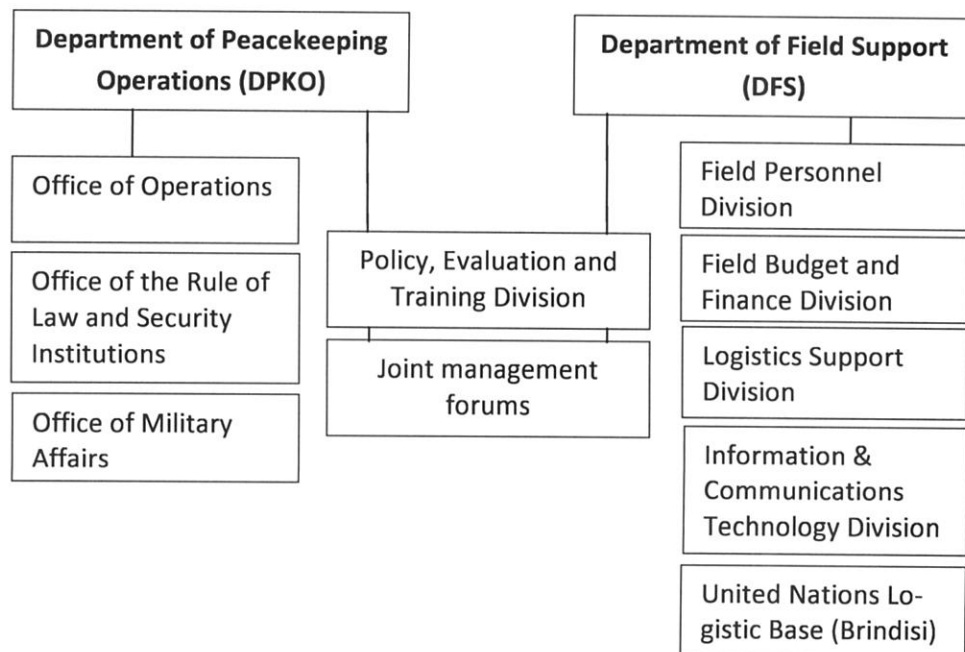 Department of Peacekeeping
Operations (DPKO)
Department of Field Support
(DFS)
Office of Operations
Office of the Rule of
Law and Security
Institutions
Office of Military
Affairs
Policy, Evaluation and
Training Division
Joint management
forums
Field Personnel
Division
Field Budget and
Finance Division
Logistics Support
Division
Information &
Communications
Technology Division
United Nations Lo-
gistic Base (Brindisi)